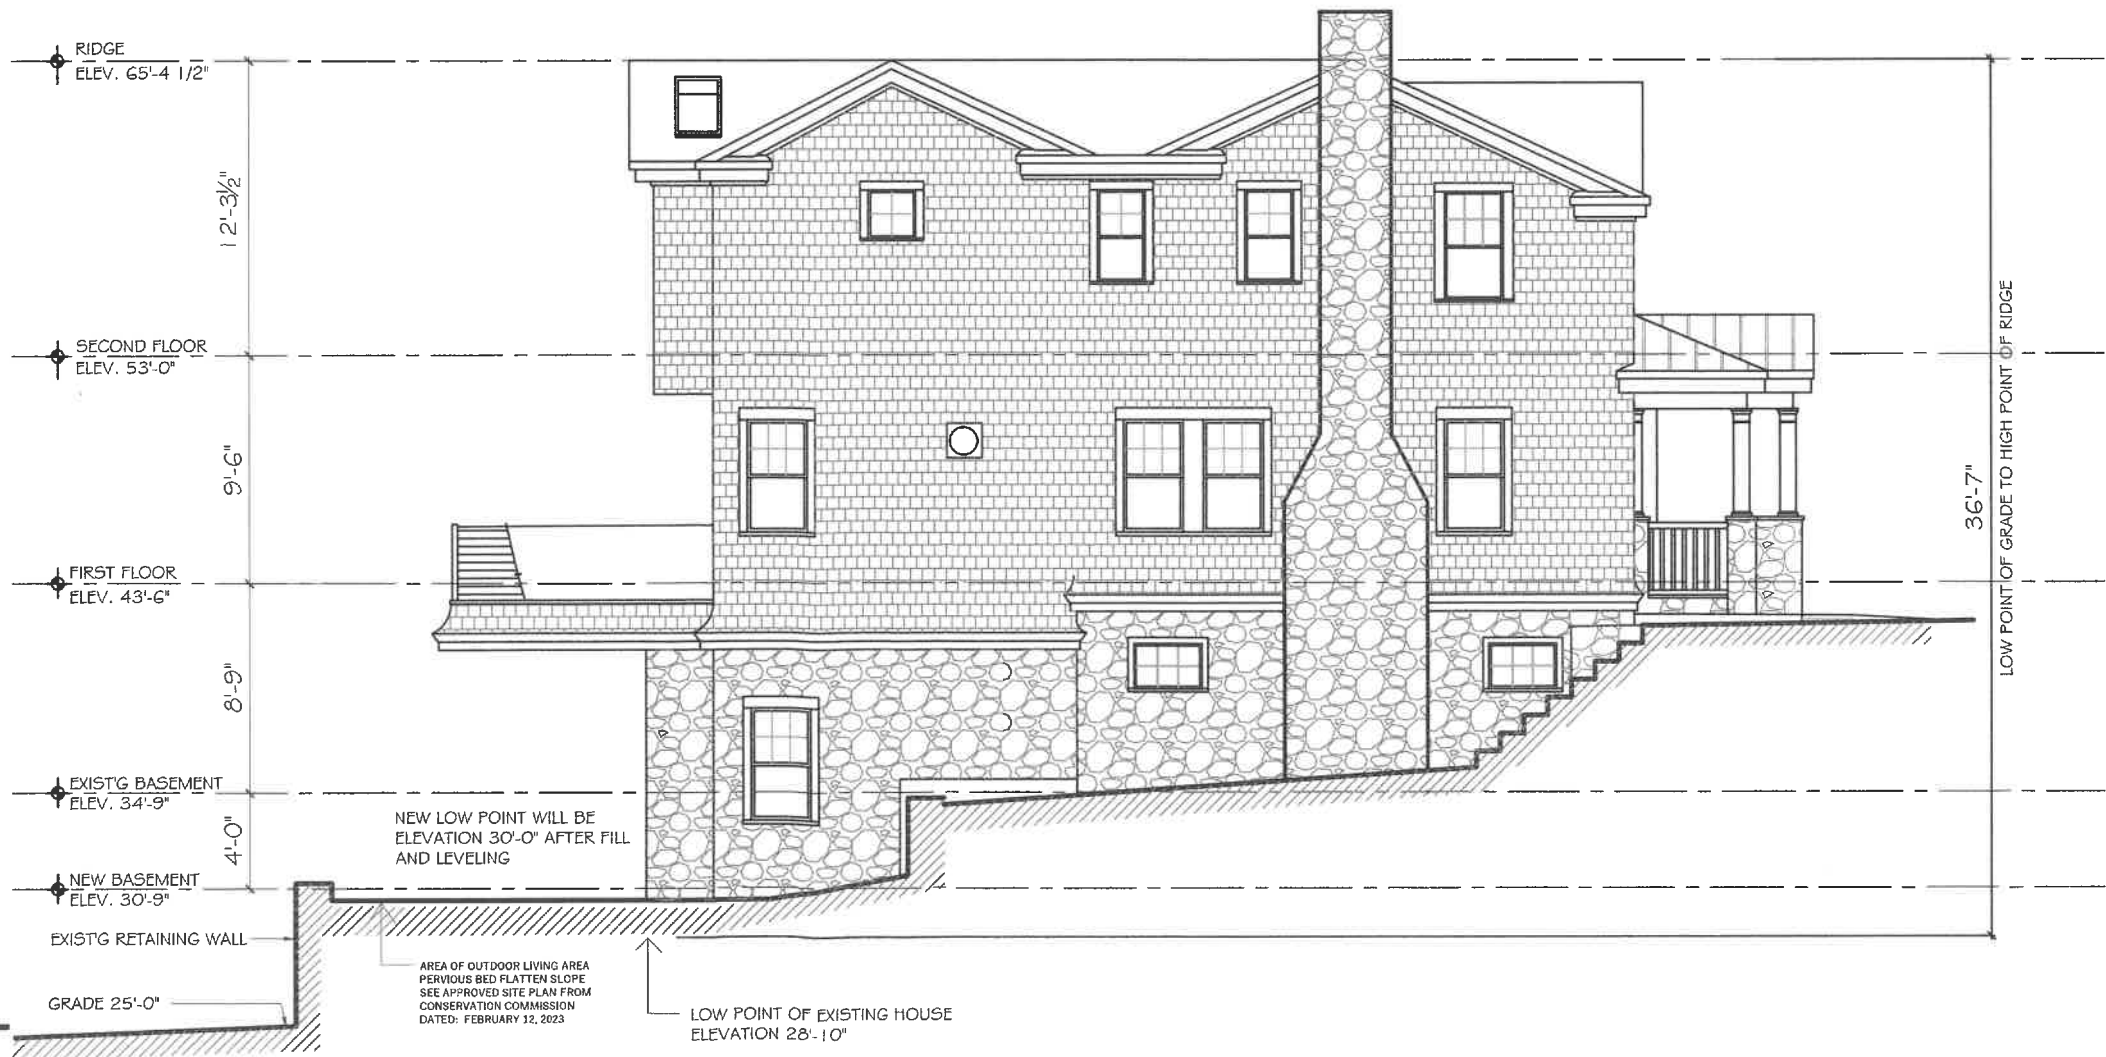 RIDGE
ELEV. 65'-4 1/2"
12'-3½"
SECOND FLOOR
ELEV. 53'-0"
9'-6"
FIRST FLOOR
ELEV. 43'-6"
8'-9"
EXIST'G BASEMENT
ELEV. 34'-9"
4'-0"
NEW BASEMENT
ELEV. 30'-9"
NEW LOW POINT WILL BE
ELEVATION 30'-0" AFTER FILL
AND LEVELING
EXIST'G RETAINING WALL
GRADE 25'-0"
AREA OF OUTDOOR LIVING AREA
PERVIOUS BED FLATTEN SLOPE
SEE APPROVED SITE PLAN FROM
CONSERVATION COMMISSION
DATED: FEBRUARY 12, 2023
LOW POINT OF EXISTING HOUSE
ELEVATION 28'-10"
36'-7"
LOW POINT OF GRADE TO HIGH POINT OF RIDGE